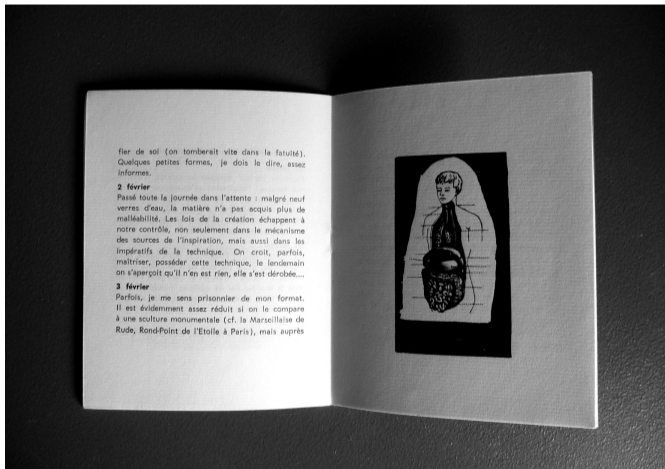 fier de soi (on tomberait vite dans la fatuité).
Quelques petites formes, je dois le dire, assez
informes.
2 février
Passé toute la journée dans l'attente : malgré neuf
verres d'eau, la matière n'a pas acquis plus de
malléabilité. Les lois de la création échappent à
notre contrôle, non seulement dans le mécanisme
des sources de l'inspiration, mais aussi dans les
impératifs de la technique. On croit, parfois,
maîtriser, posséder cette technique, le lendemain
on s'aperçoit qu'il n'en est rien, elle s'est dérobée....
3 février
Parfois, je me sens prisonnier de mon format.
Il est évidemment assez réduit si on le compare
à une sculture monumentale (cf. la Marseillaise de
Rude, Rond-Point de l'Etoile à Paris), mais auprès